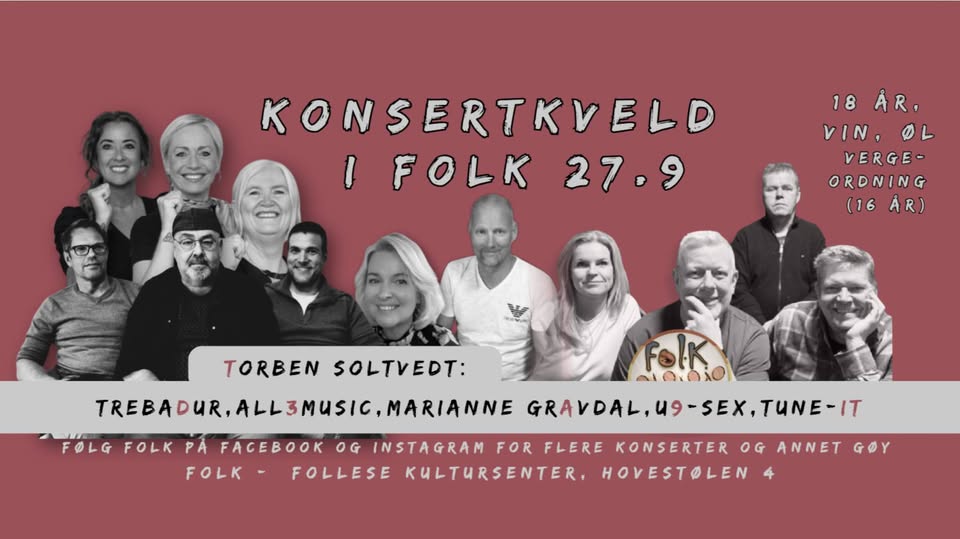 KONSERTKVELD
I FOLK 27.9
18 ÅR,
VIN, ØL
VERGE-
ORDNING
(16 ÅR)
FOLK
TORBEN SOLTVEDT:
TREBADUR,ALL3MUSIC,MARIANNE GRAVDAL,U9-SEX,TUNE-IT
FØLG FOLK PÅ FACEBOOK OG INSTAGRAM FOR FLERE KONSERTER OG ANNET GØY
FOLK - FOLLESE KULTURSENTER, HOVESTØLEN 4